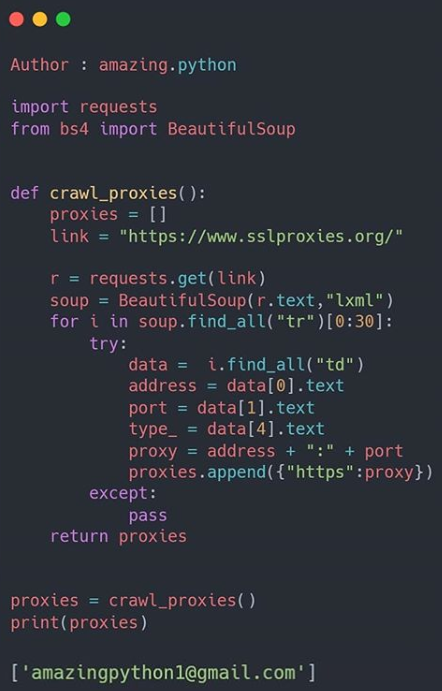 Author : amazing.python
import requests
from bs4 import BeautifulSoup
def crawl_proxies():
    proxies = []
    link = "https://www.sslproxies.org/"
    r = requests.get(link)
    soup = BeautifulSoup(r.text,"lxml")
    for i in soup.find_all("tr")[0:30]:
        try:
            data =  i.find_all("td")
            address = data[0].text
            port = data[1].text
            type_ = data[4].text
            proxy = address + ":" + port
            proxies.append({"https":proxy})
        except:
            pass
    return proxies
proxies = crawl_proxies()
print(proxies)
['amazingpython1@gmail.com']